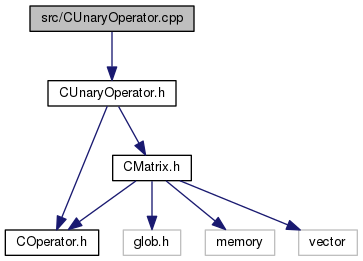 src/CUnaryOperator.cpp
CUnaryOperator.h
CMatrix.h
COperator.h
glob.h
memory
vector